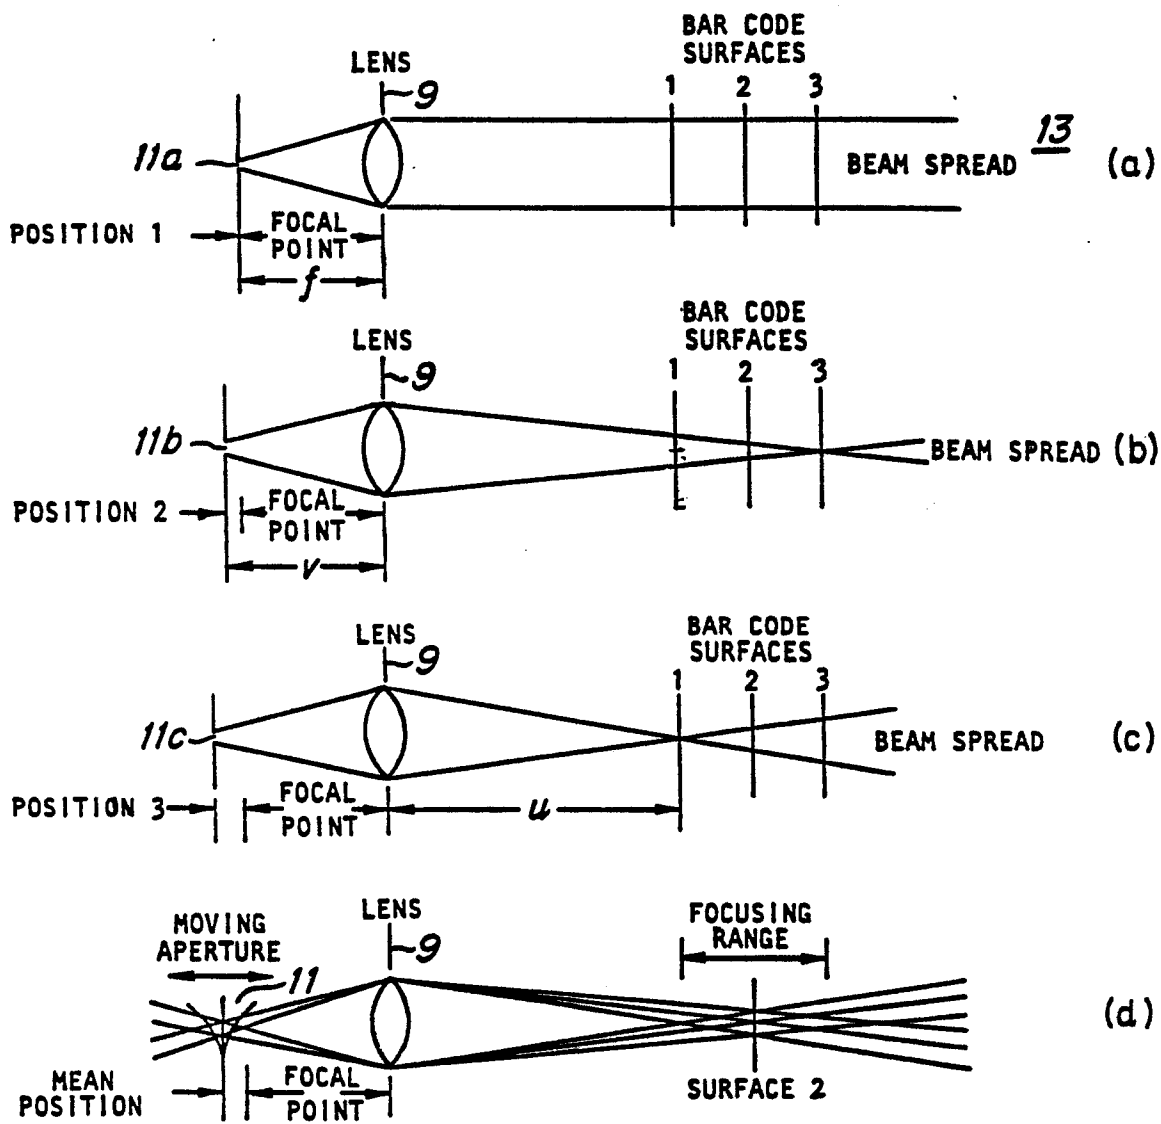 BAR CODE
SURFACES
LENS
9
1 2 3
13
11a
BEAM SPREAD
(a)
POSITION 1
FOCAL
POINT
f
BAR CODE
SURFACES
LENS
9
1 2 3
11b
BEAM SPREAD
(b)
POSITION 2
FOCAL
POINT
v
BAR CODE
SURFACES
LENS
9
1 2 3
11c
BEAM SPREAD
(c)
POSITION 3
FOCAL
POINT
u
LENS
9
FOCUSING
RANGE
MOVING
APERTURE
11
(d)
MEAN
POSITION
FOCAL
POINT
SURFACE 2